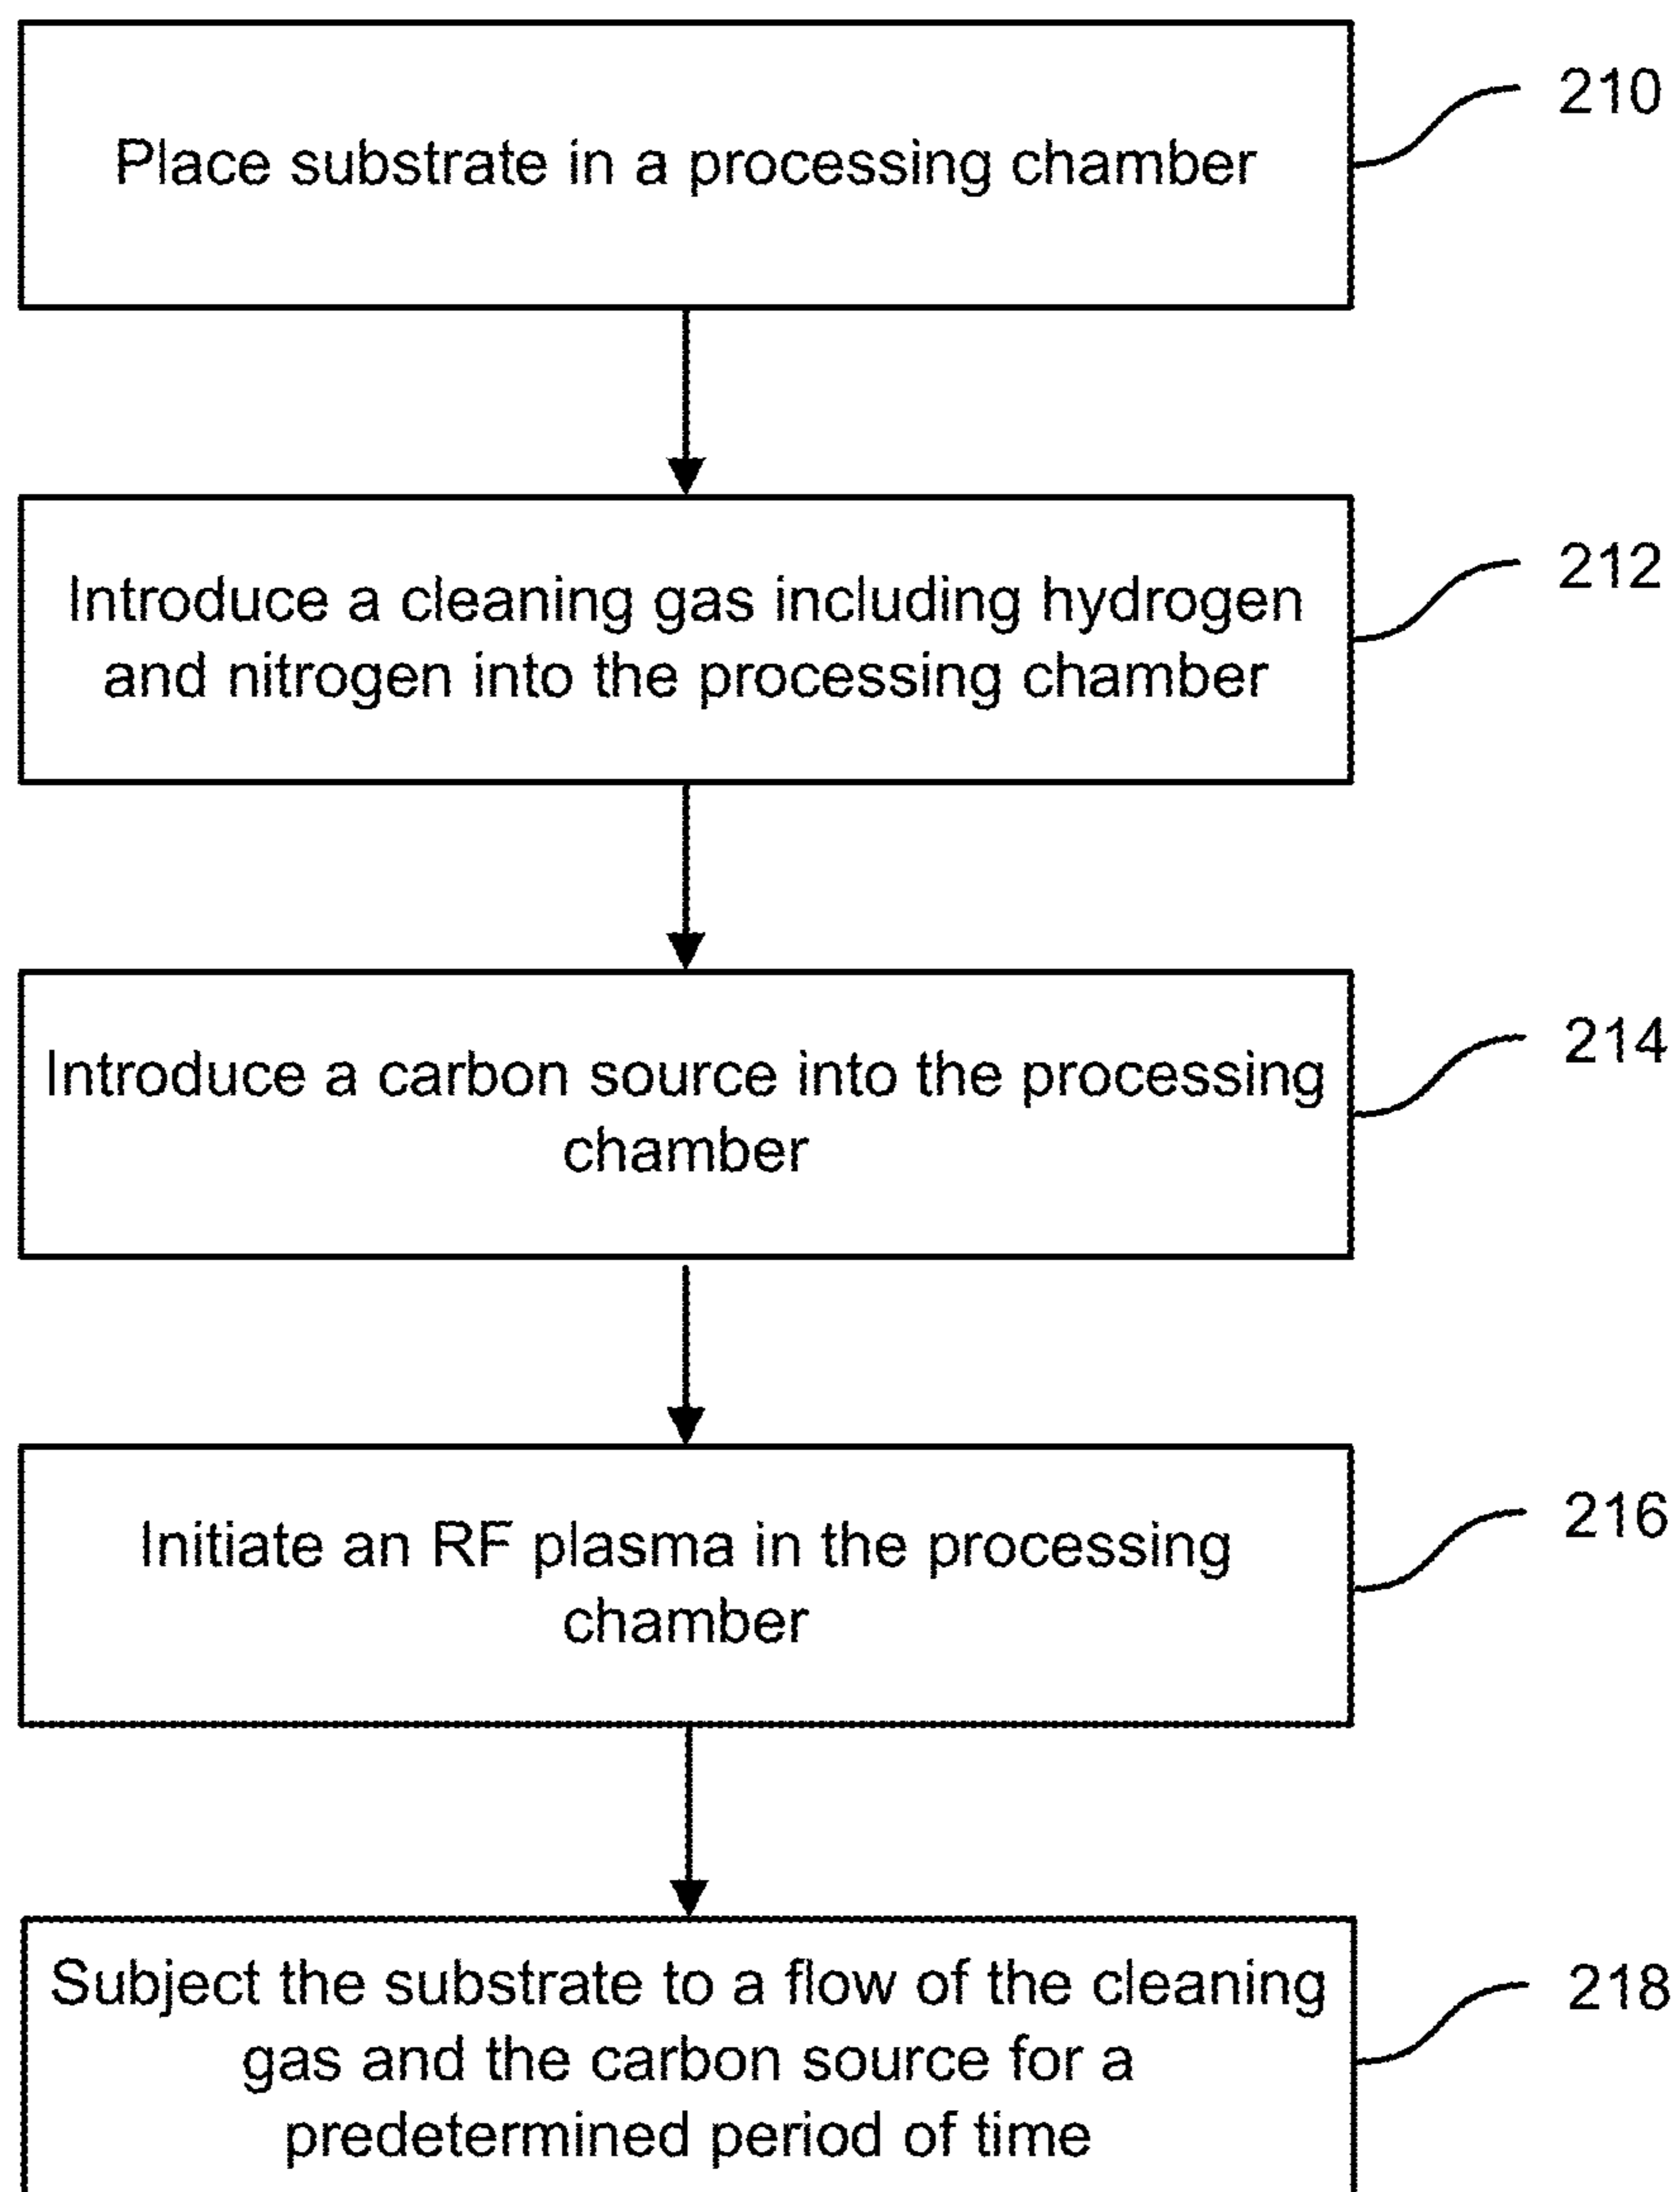 Place substrate in a processing chamber
210
Introduce a cleaning gas including hydrogen
and nitrogen into the processing chamber
212
Introduce a carbon source into the processing
chamber
214
Initiate an RF plasma in the processing
chamber
216
Subject the substrate to a flow of the cleaning
gas and the carbon source for a
predetermined period of time
218